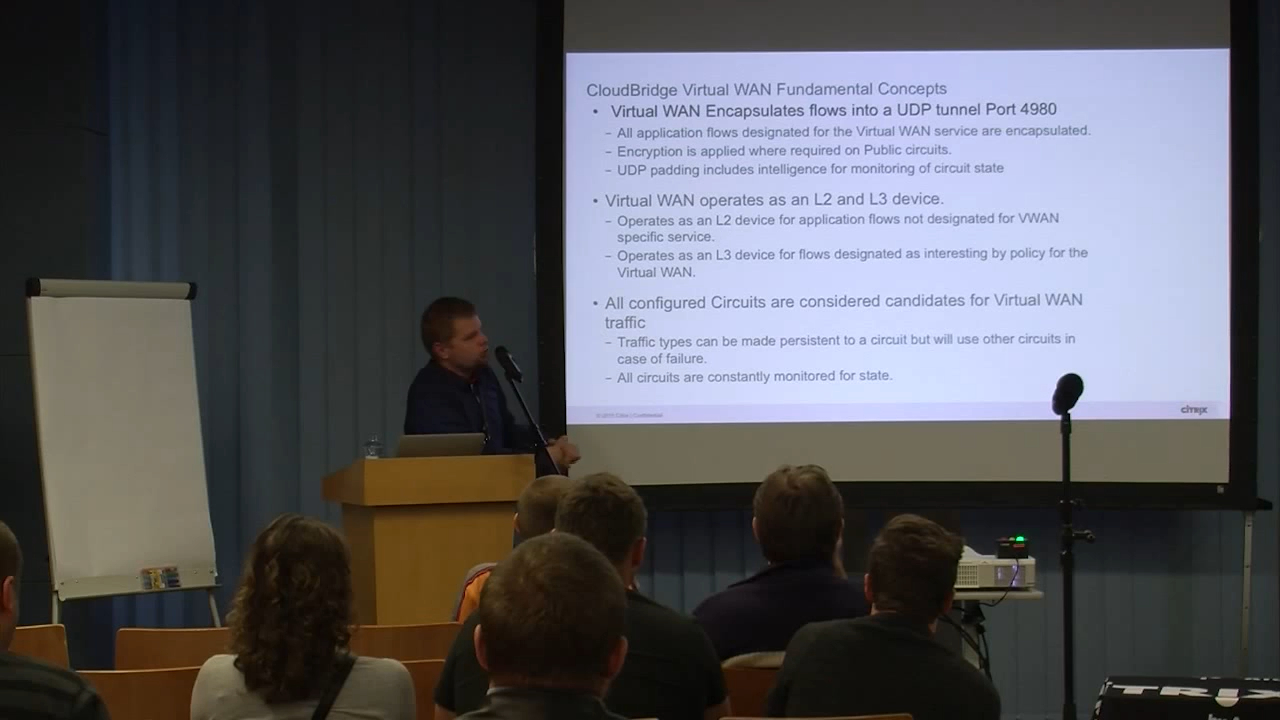 CloudBridge Virtual WAN Fundamental Concepts
• Virtual WAN Encapsulates flows into a UDP tunnel Port 4980
– All application flows designated for the Virtual WAN service are encapsulated.
– Encryption is applied where required on Public circuits.
– UDP padding includes intelligence for monitoring of circuit state
• Virtual WAN operates as an L2 and L3 device.
– Operates as an L2 device for application flows not designated for VWAN
specific service.
– Operates as an L3 device for flows designated as interesting by policy for the
Virtual WAN.
• All configured Circuits are considered candidates for Virtual WAN
traffic
– Traffic types can be made persistent to a circuit but will use other circuits in
case of failure.
– All circuits are constantly monitored for state.
Citrix | Confidential
CITRIX